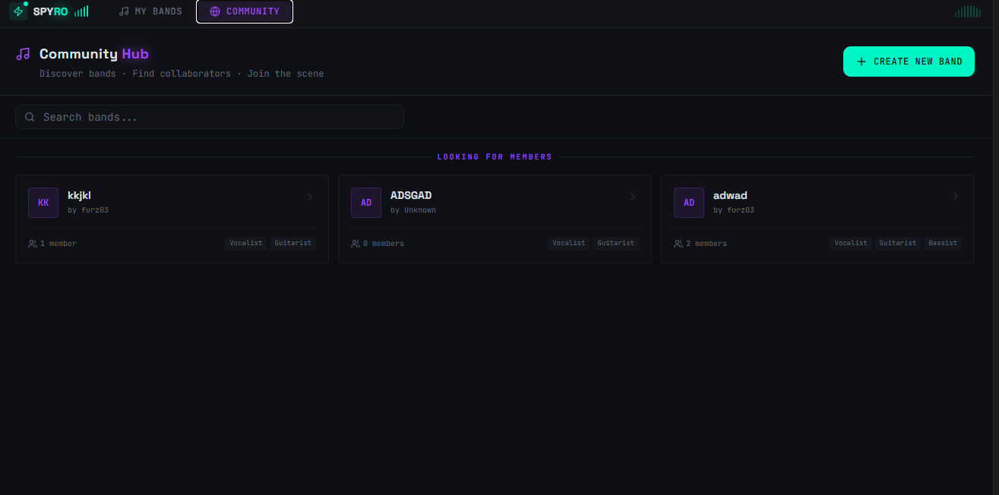 SPYRO MY BANDS COMMUNITY
Community Hub
Discover bands · Find collaborators · Join the scene
+ CREATE NEW BAND
Search bands...
LOOKING FOR MEMBERS
KK kkjkl
by furz03
1 member Vocalist Guitarist
AD ADSGAD
by Unknown
0 members Vocalist Guitarist
AD adwad
by furz03
2 members Vocalist Guitarist Bassist